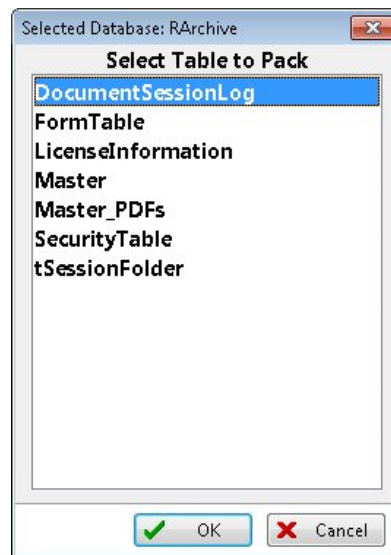 Selected Database: RArchive
Select Table to Pack
DocumentSessionLog
FormTable
LicenseInformation
Master
Master_PDFs
SecurityTable
tSessionFolder
OK
Cancel